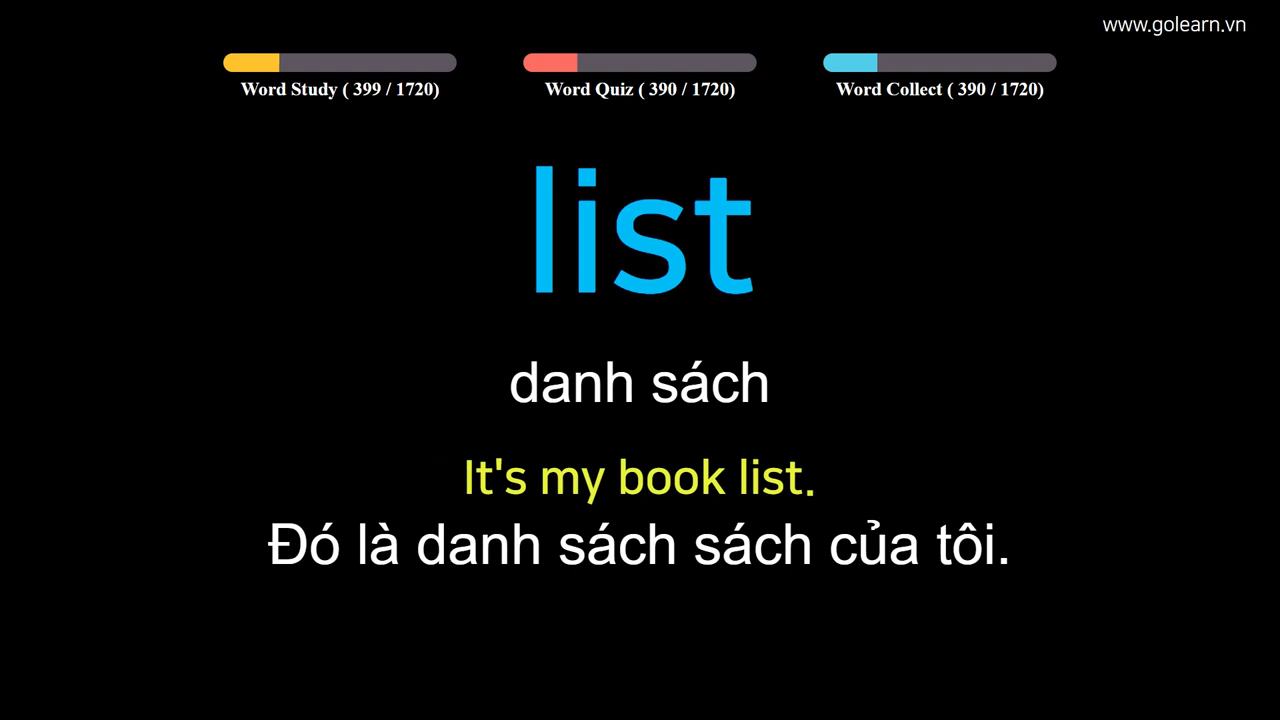 www.golearn.vn
Word Study ( 399 / 1720)
Word Quiz ( 390 / 1720)
Word Collect ( 390 / 1720)
list
danh sách
It's my book list.
Đó là danh sách sách của tôi.